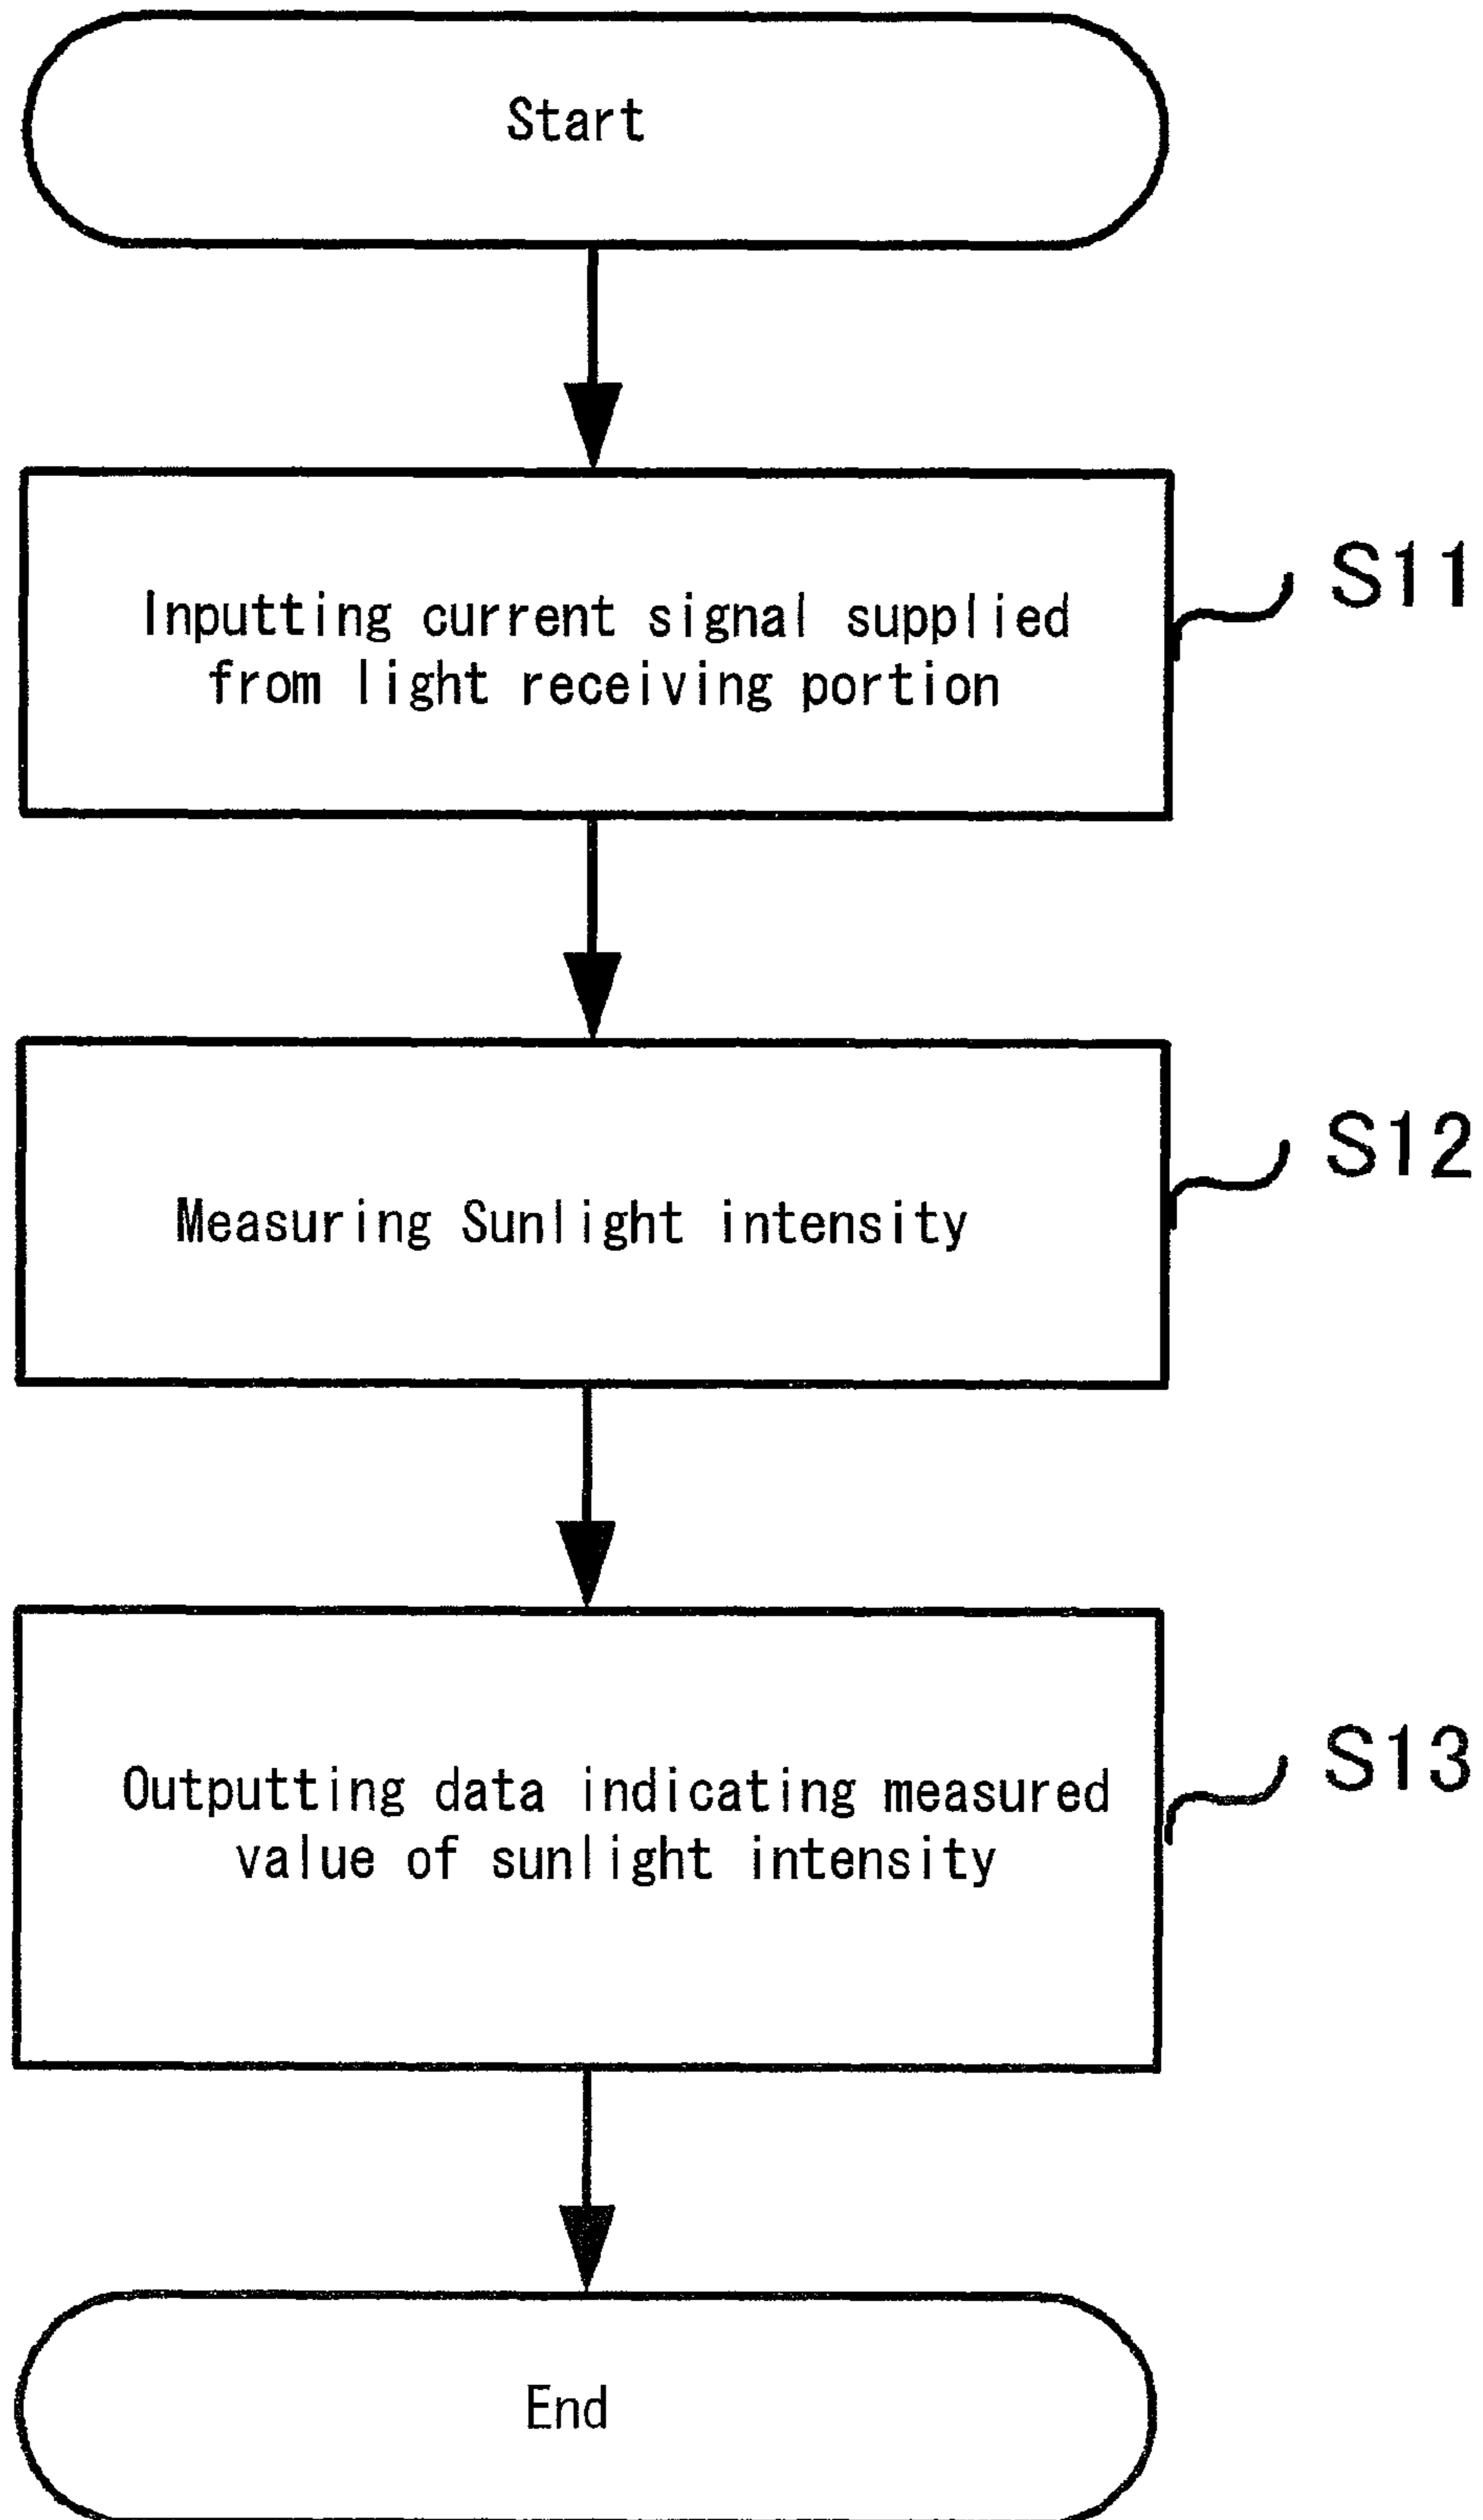 Start
Inputting current signal supplied
from light receiving portion
S11
Measuring Sunlight intensity
S12
Outputting data indicating measured
value of sunlight intensity
S13
End